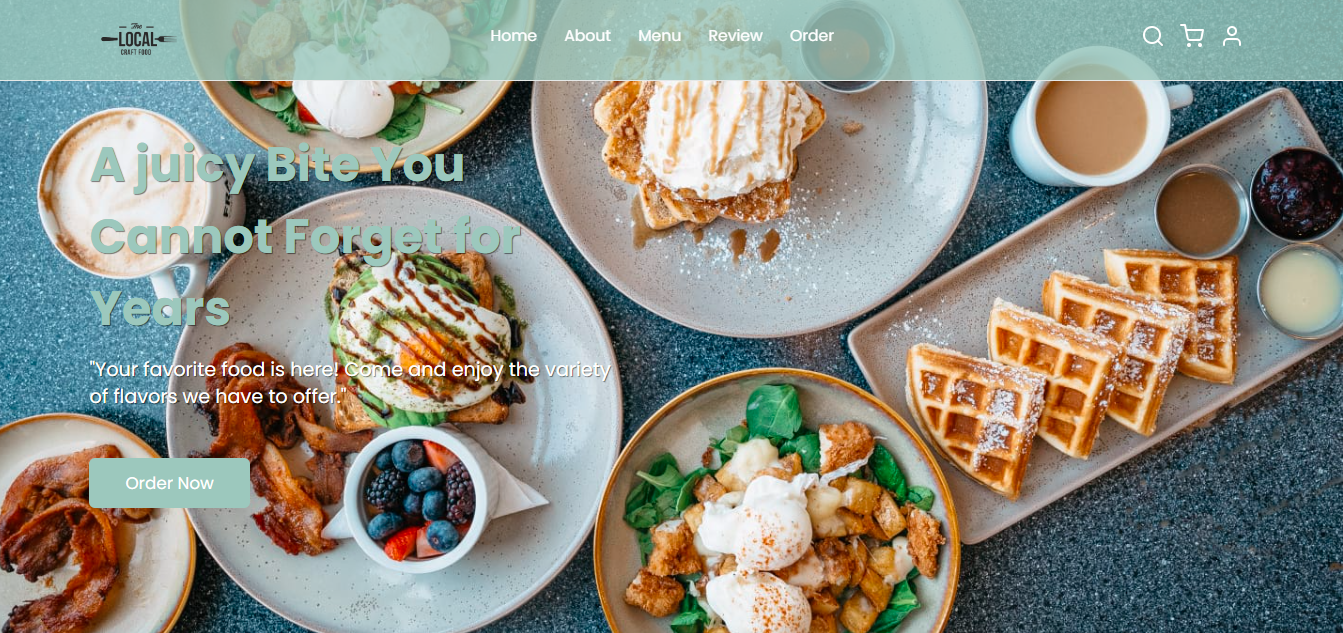 The
LOCAL
CRAFT FOOD
Home About Menu Review Order
A juicy Bite You
Cannot Forget for
Years
"Your favorite food is here! Come and enjoy the variety
of flavors we have to offer."
Order Now